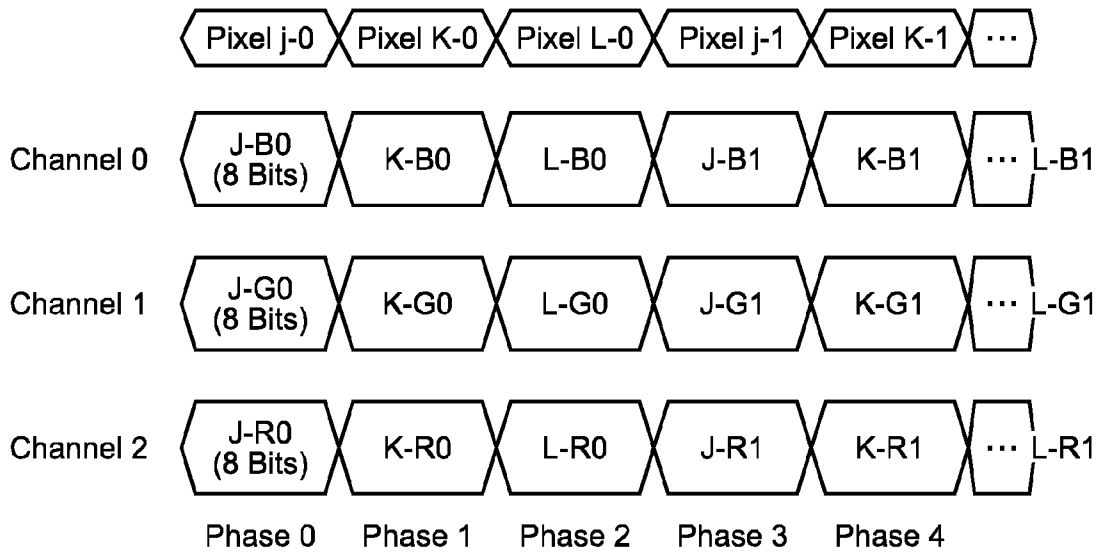 Pixel j-0 Pixel K-0 Pixel L-0 Pixel j-1 Pixel K-1 ...
Channel 0 J-B0 (8 Bits) K-B0 L-B0 J-B1 K-B1 ... L-B1
Channel 1 J-G0 (8 Bits) K-G0 L-G0 J-G1 K-G1 ... L-G1
Channel 2 J-R0 (8 Bits) K-R0 L-R0 J-R1 K-R1 ... L-R1
Phase 0 Phase 1 Phase 2 Phase 3 Phase 4